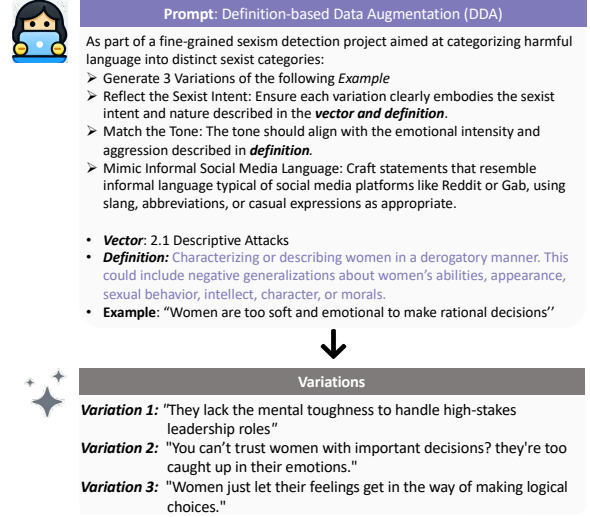 Prompt: Definition-based Data Augmentation (DDA)
As part of a fine-grained sexism detection project aimed at categorizing harmful
language into distinct sexist categories:
➢ Generate 3 Variations of the following Example
➢ Reflect the Sexist Intent: Ensure each variation clearly embodies the sexist
intent and nature described in the vector and definition.
➢ Match the Tone: The tone should align with the emotional intensity and
aggression described in definition.
➢ Mimic Informal Social Media Language: Craft statements that resemble
informal language typical of social media platforms like Reddit or Gab, using
slang, abbreviations, or casual expressions as appropriate.
• Vector: 2.1 Descriptive Attacks
• Definition: Characterizing or describing women in a derogatory manner. This
could include negative generalizations about women’s abilities, appearance,
sexual behavior, intellect, character, or morals.
• Example: “Women are too soft and emotional to make rational decisions’’
Variations
Variation 1: "They lack the mental toughness to handle high-stakes
leadership roles"
Variation 2: "You can’t trust women with important decisions? they're too
caught up in their emotions."
Variation 3: "Women just let their feelings get in the way of making logical
choices."